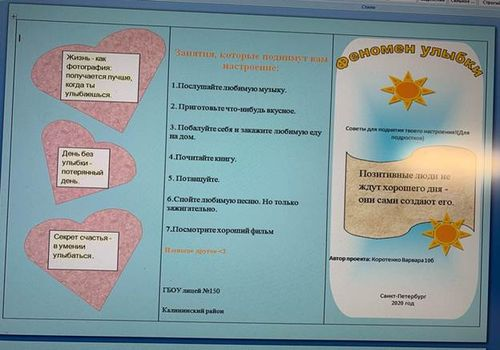 Жизнь - как
фотография:
получается лучше,
когда ты
улыбаешься.
День без
улыбки -
потерянный
день.
Секрет счастья -
в умении
улыбаться.
Занятия, которые поднимут вам
настроение:
1.Послушайте любимую музыку.
2. Приготовьте что-нибудь вкусное.
3. Побалуйте себя и закажите любимую еду
на дом.
4.Почитайте книгу.
5. Потанцуйте.
6.Спойте любимую песню. Но только
зажигательно.
7.Посмотрите хороший фильм
другое <3
ГБОУ лицей №150
Калининский район
Феномен улыбки
Советы для поднятия твоего настроения!(Для
подростков)
Позитивные люди не
ждут хорошего дня -
они сами создают его.
Автор проекта: Коротенко Варвара 10б
Санкт-Петербург
2020 год